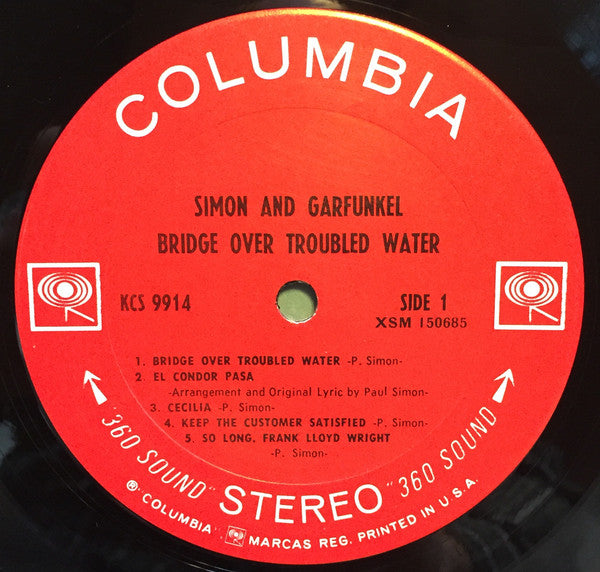 COLUMBIA
SIMON AND GARFUNKEL
BRIDGE OVER TROUBLED WATER
KCS 9914
SIDE 1
XSM 150685
1. BRIDGE OVER TROUBLED WATER -P. Simon-
2. EL CONDOR PASA
-Arrangement and Original Lyric by Paul Simon-
3. CECILIA -P. Simon-
4. KEEP THE CUSTOMER SATISFIED -P. Simon-
5. SO LONG, FRANK LLOYD WRIGHT
-P. Simon-
"360 SOUND" STEREO "360 SOUND"
® "COLUMBIA" MARCAS REG. PRINTED IN U.S.A.